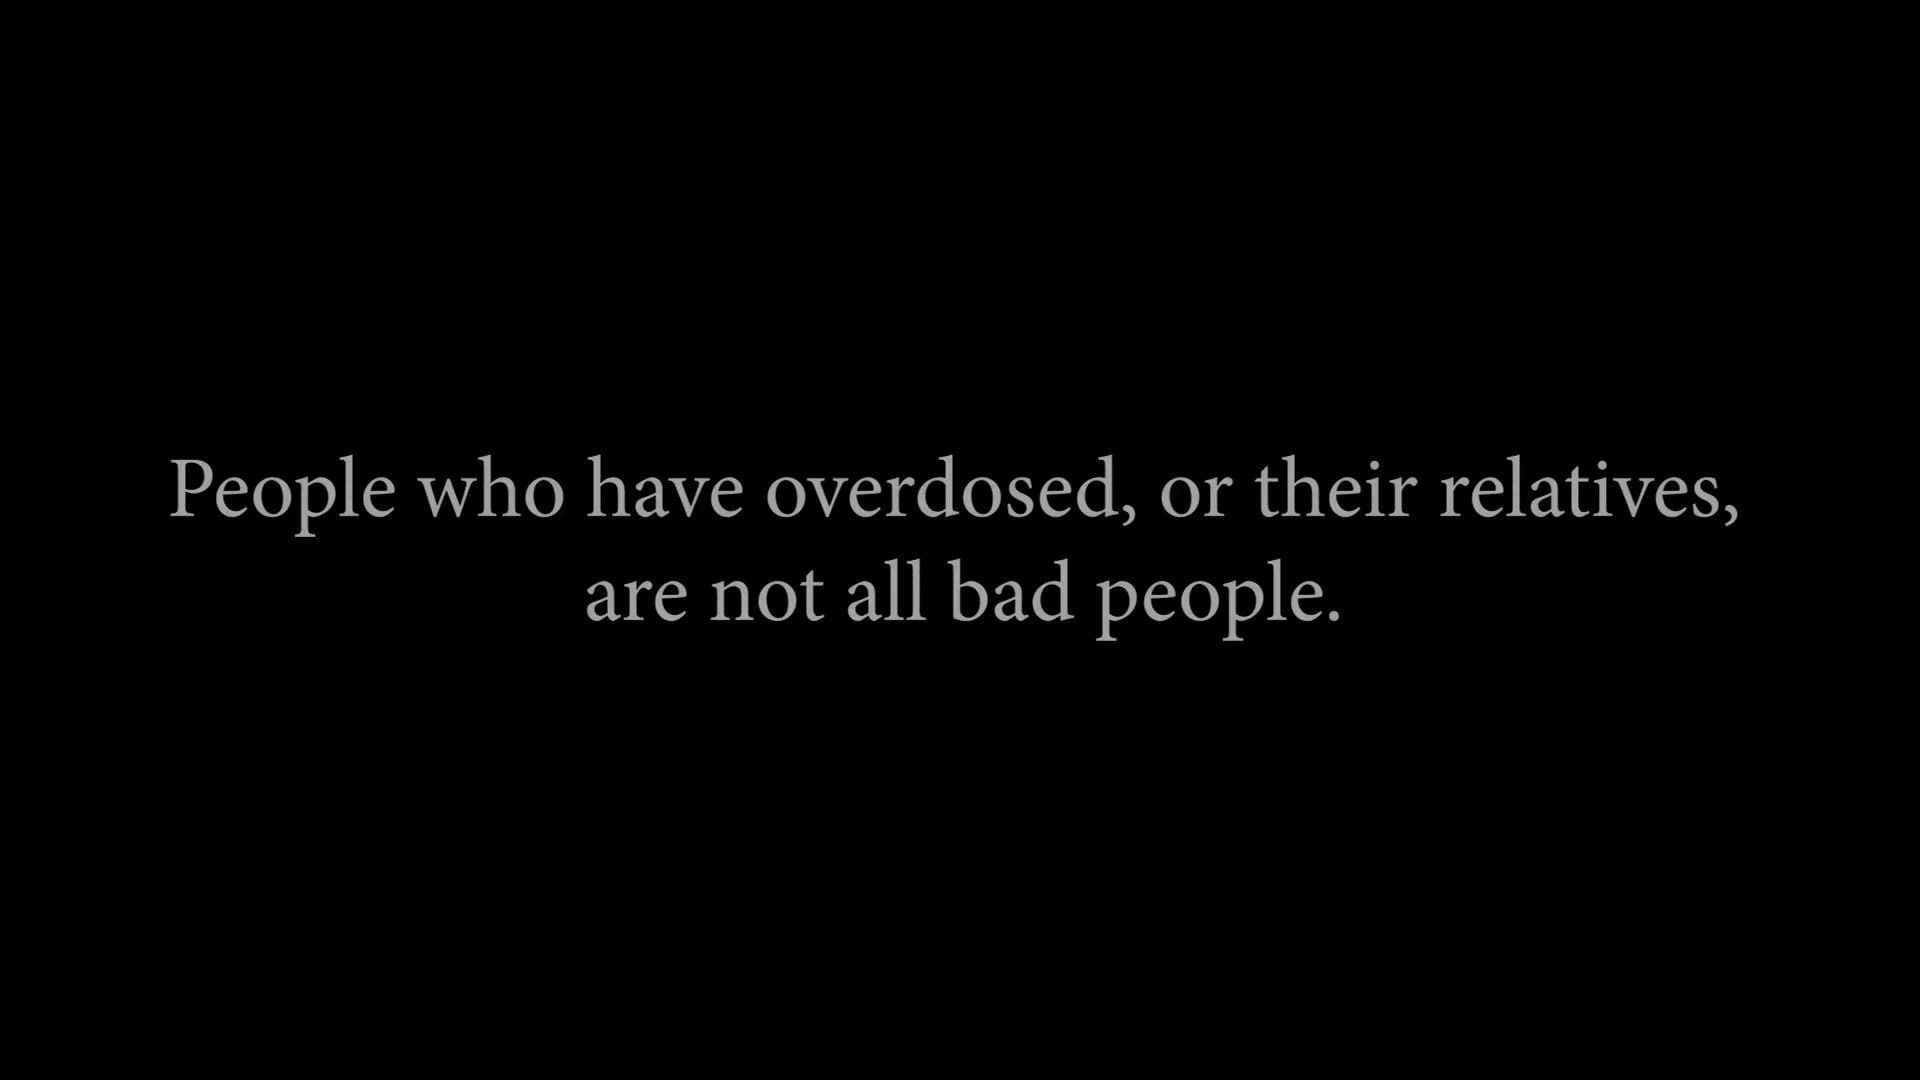 People who have overdosed, or their relatives,
are not all bad people.